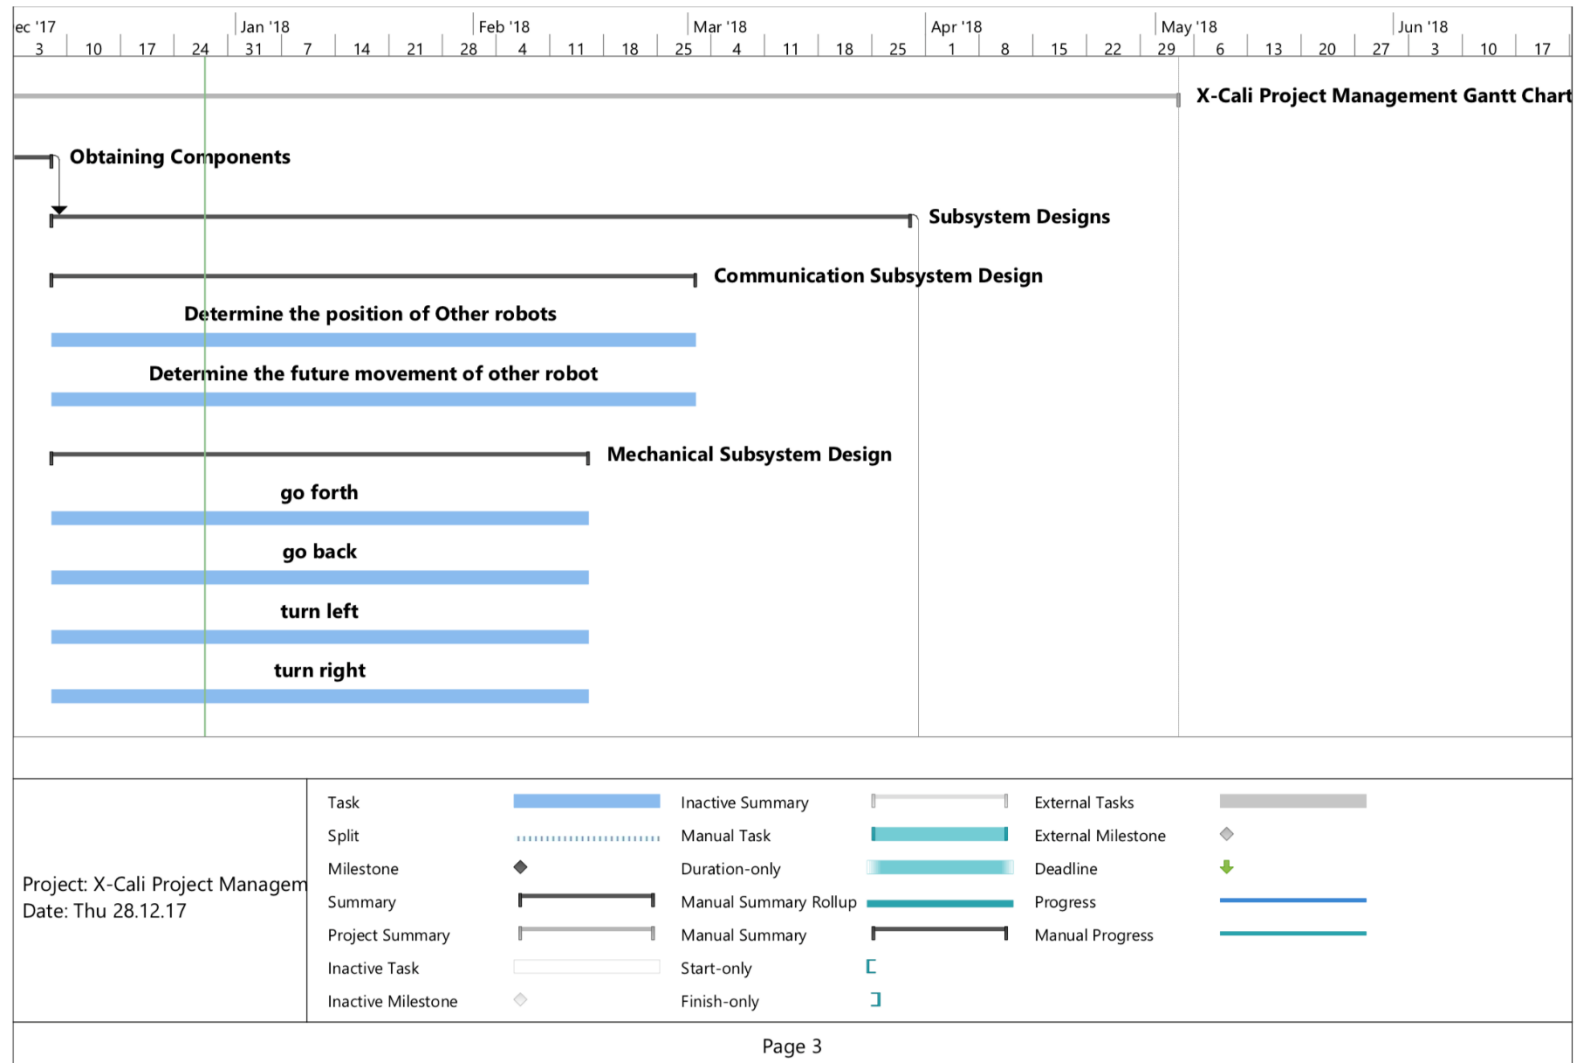 ec '17 Jan '18 Feb '18 Mar '18 Apr '18 May '18 Jun '18
3 10 17 24 31 7 14 21 28 4 11 18 25 4 11 18 25 1 8 15 22 29 6 13 20 27 3 10 17
X-Cali Project Management Gantt Chart
Obtaining Components
Subsystem Designs
Communication Subsystem Design
Determine the position of Other robots
Determine the future movement of other robot
Mechanical Subsystem Design
go forth
go back
turn left
turn right
Project: X-Cali Project Managem
Date: Thu 28.12.17
Task
Split
Milestone
Summary
Project Summary
Inactive Task
Inactive Milestone
Inactive Summary
Manual Task
Duration-only
Manual Summary Rollup
Manual Summary
Start-only
Finish-only
External Tasks
External Milestone
Deadline
Progress
Manual Progress
Page 3